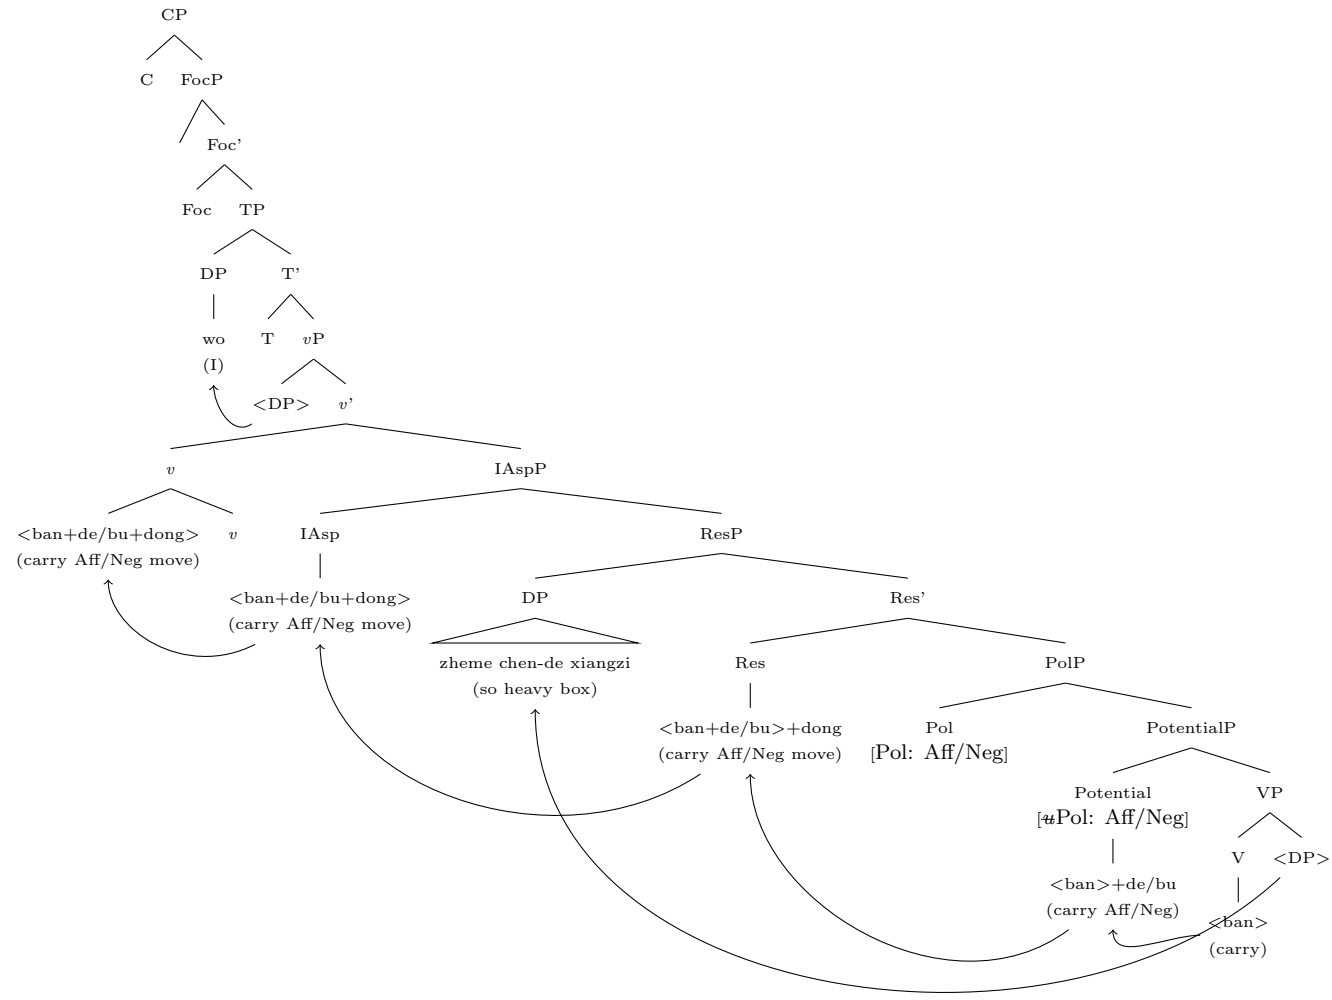 CP
C FocP
Foc'
Foc TP
DP T'
wo T vP
(I)
<DP> v'
v IAspP
<ban+de/bu+dong> v IAsp ResP
(carry Aff/Neg move)
<ban+de/bu+dong> DP Res'
(carry Aff/Neg move)
zheme chen-de xiangzi Res PolP
(so heavy box)
<ban+de/bu>+dong Pol PotentialP
(carry Aff/Neg move) [Pol: Aff/Neg]
Potential VP
[uPol: Aff/Neg]
V <DP>
<ban>+de/bu
(carry Aff/Neg)
<ban>
(carry)